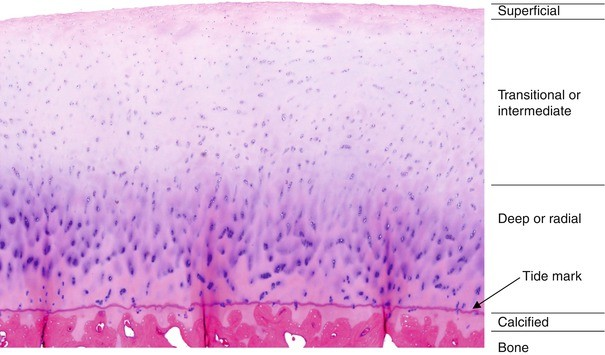 Superficial
Transitional or
intermediate
Deep or radial
Tide mark
Calcified
Bone